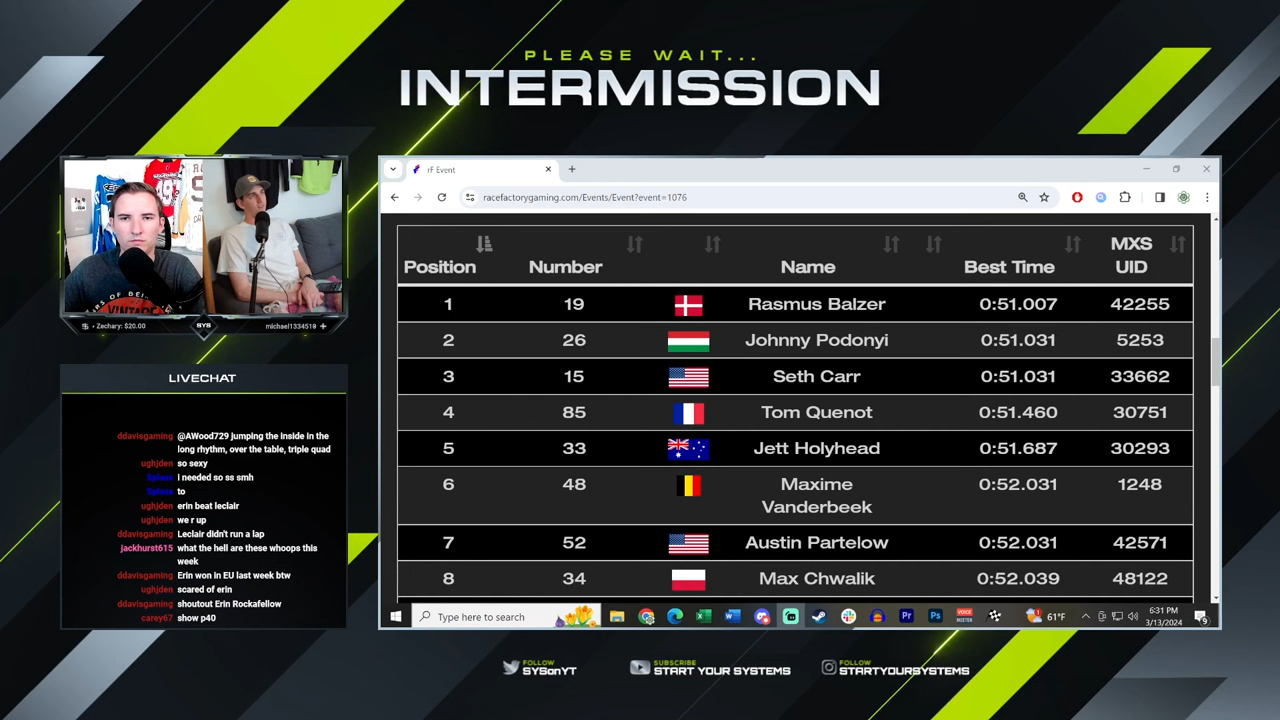 PLEASE WAIT...
INTERMISSION
• Zechary: $20.00
SYS
michael1334519
LIVECHAT
ddavisgaming @AWood729 jumping the inside in the
long rhythm, over the table, triple quad
ughjden so sexy
I needed so ss smh
to
ughjden erin beat leclair
ughjden we r up
ddavisgaming Leclair didn't run a lap
jackhurst615 what the hell are these whoops this
week
ddavisgaming Erin won in EU last week btw
ughjden scared of erin
ddavisgaming shoutout Erin Rockafellow
carey67 show p40
rF Event
racefactorygaming.com/Events/Event?event=1076
Position Number Name Best Time MXS UID
1 19 Rasmus Balzer 0:51.007 42255
2 26 Johnny Podonyi 0:51.031 5253
3 15 Seth Carr 0:51.031 33662
4 85 Tom Quenot 0:51.460 30751
5 33 Jett Holyhead 0:51.687 30293
6 48 Maxime Vanderbeek 0:52.031 1248
7 52 Austin Partelow 0:52.031 42571
8 34 Max Chwalik 0:52.039 48122
Type here to search
61°F
6:31 PM
3/13/2024
FOLLOW
SYSonYT
SUBSCRIBE
START YOUR SYSTEMS
FOLLOW
STARTYOURSYSTEMS